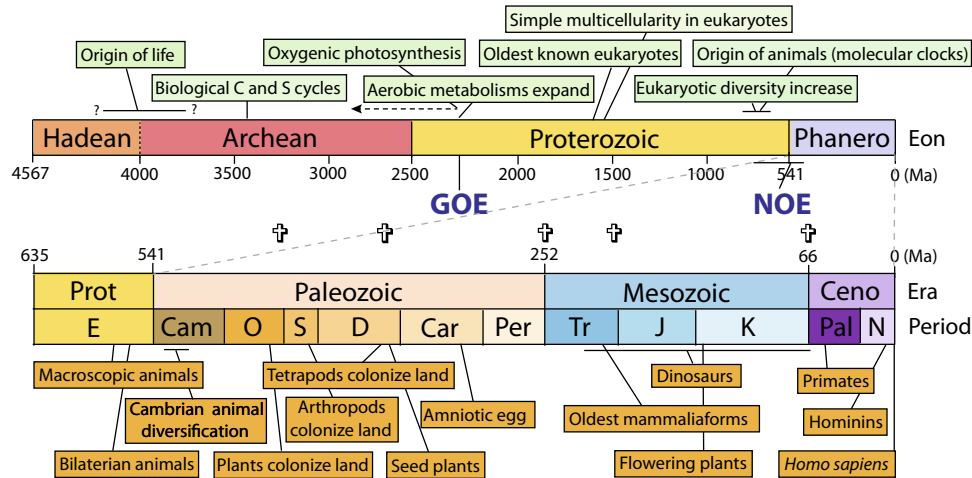 Simple multicellularity in eukaryotes
Origin of life
Oxygenic photosynthesis
Oldest known eukaryotes
Origin of animals (molecular clocks)
Biological C and S cycles
Aerobic metabolisms expand
Eukaryotic diversity increase
? ?
Hadean Archean Proterozoic Phanero Eon
4567 4000 3500 3000 2500 2000 1500 1000 541 0 (Ma)
GOE NOE
635 541 252 66 0 (Ma)
Prot Paleozoic Mesozoic Ceno Era
E Cam O S D Car Per Tr J K Pal N Period
Macroscopic animals
Tetrapods colonize land
Dinosaurs
Primates
Cambrian animal
diversification
Arthropods
colonize land
Amniotic egg
Oldest mammaliaforms
Hominins
Bilaterian animals
Plants colonize land
Seed plants
Flowering plants
Homo sapiens